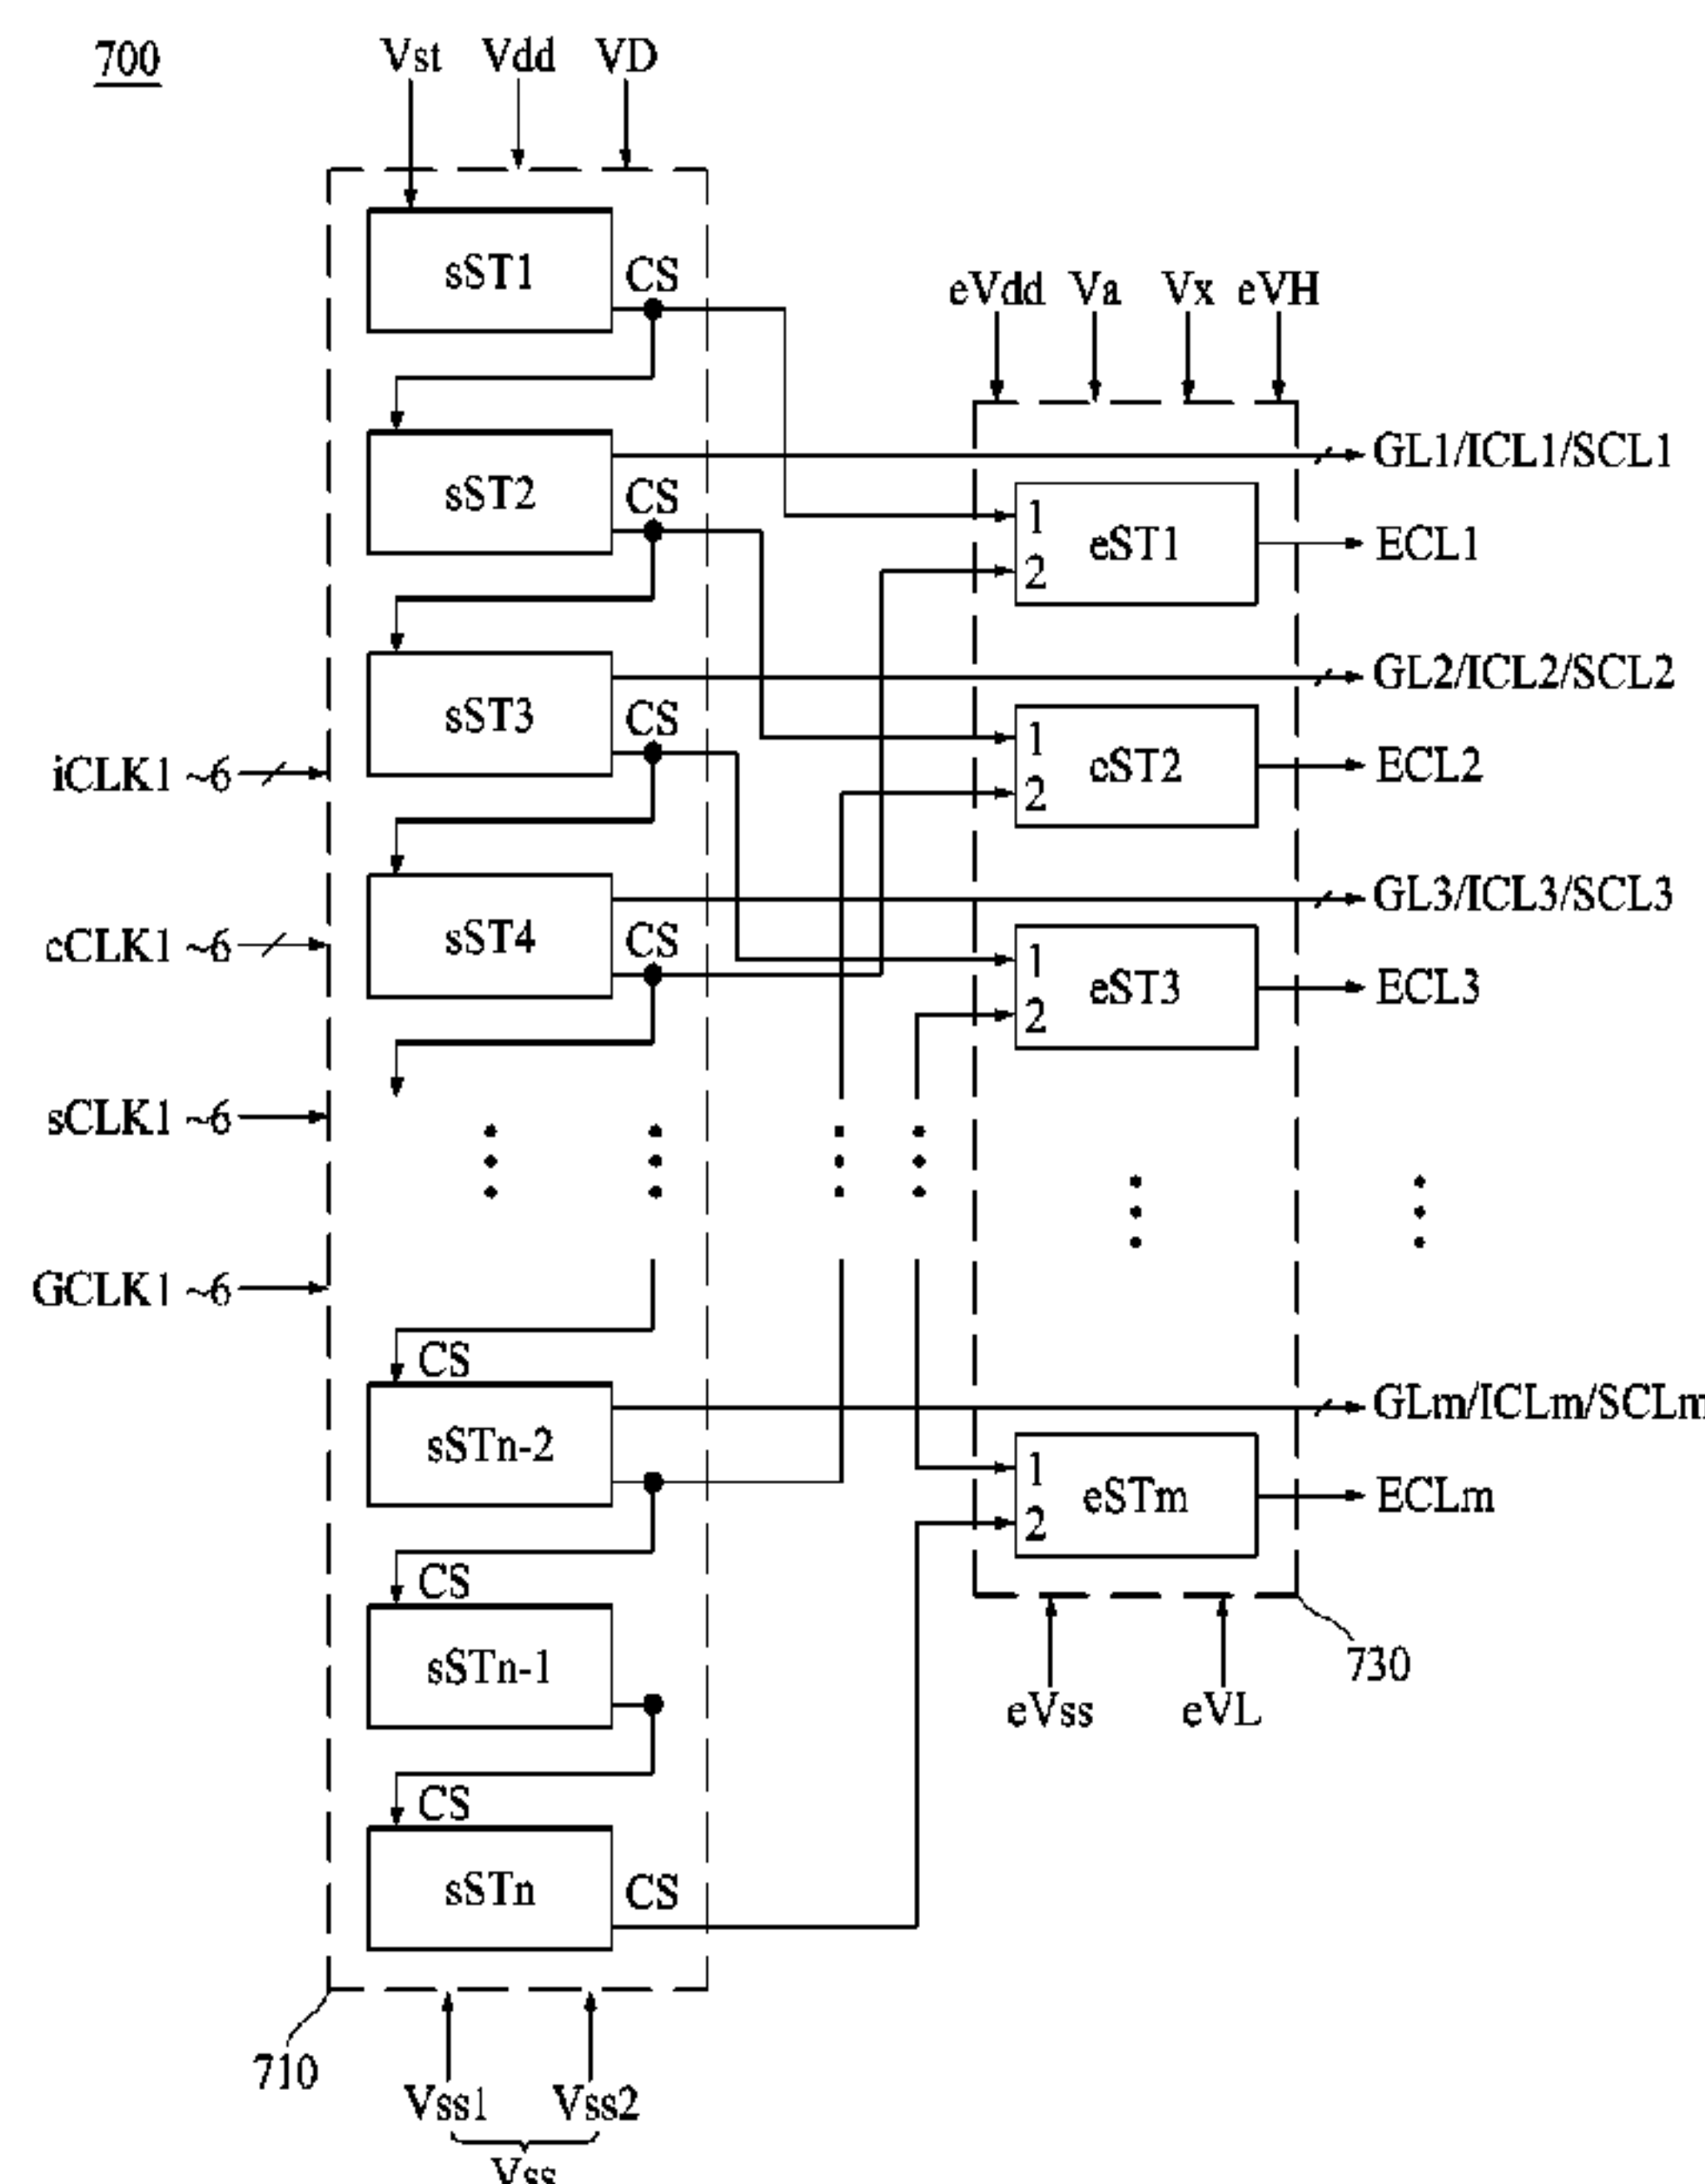 700
Vst Vdd VD
sST1 CS
eVdd Va Vx eVH
GL1/ICL1/SCL1
sST2 CS
1
2
eST1
ECL1
GL2/ICL2/SCL2
sST3 CS
1
2
eST2
ECL2
iCLK1 ~6
GL3/ICL3/SCL3
sST4 CS
1
2
eST3
ECL3
cCLK1 ~6
sCLK1 ~6
GCLK1 ~6
CS
GLm/ICLm/SCLm
sSTn-2
1
2
eSTm
ECLm
CS
sSTn-1
730
eVss eVL
CS
sSTn CS
710
Vss1 Vss2
Vss